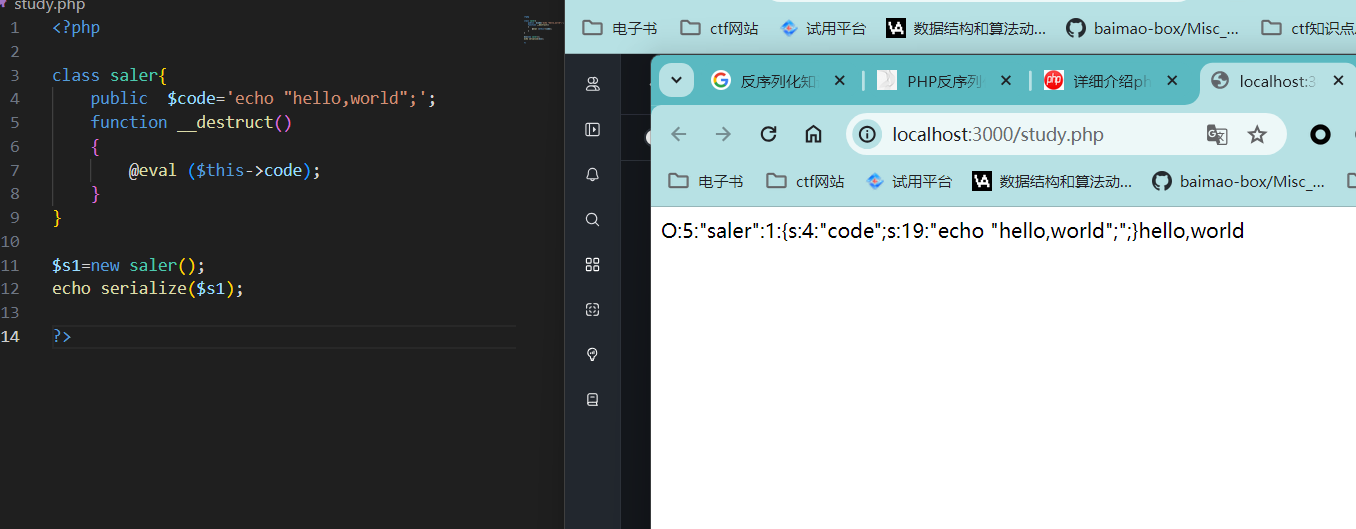 study.php
1 <?php
2
3 class saler{
4 public  $code='echo "hello,world";';
5 function __destruct()
6 {
7 @eval ($this->code);
8 }
9 }
10
11 $s1=new saler();
12 echo serialize($s1);
13
14 ?>
电子书 ctf网站 试用平台 数据结构和算法动... baimao-box/Misc_... ctf知识点
反序列化知 PHP反序列 详细介绍ph localhost:3
localhost:3000/study.php
电子书 ctf网站 试用平台 数据结构和算法动... baimao-box/Misc_...
O:5:"saler":1:{s:4:"code";s:19:"echo "hello,world";";}hello,world